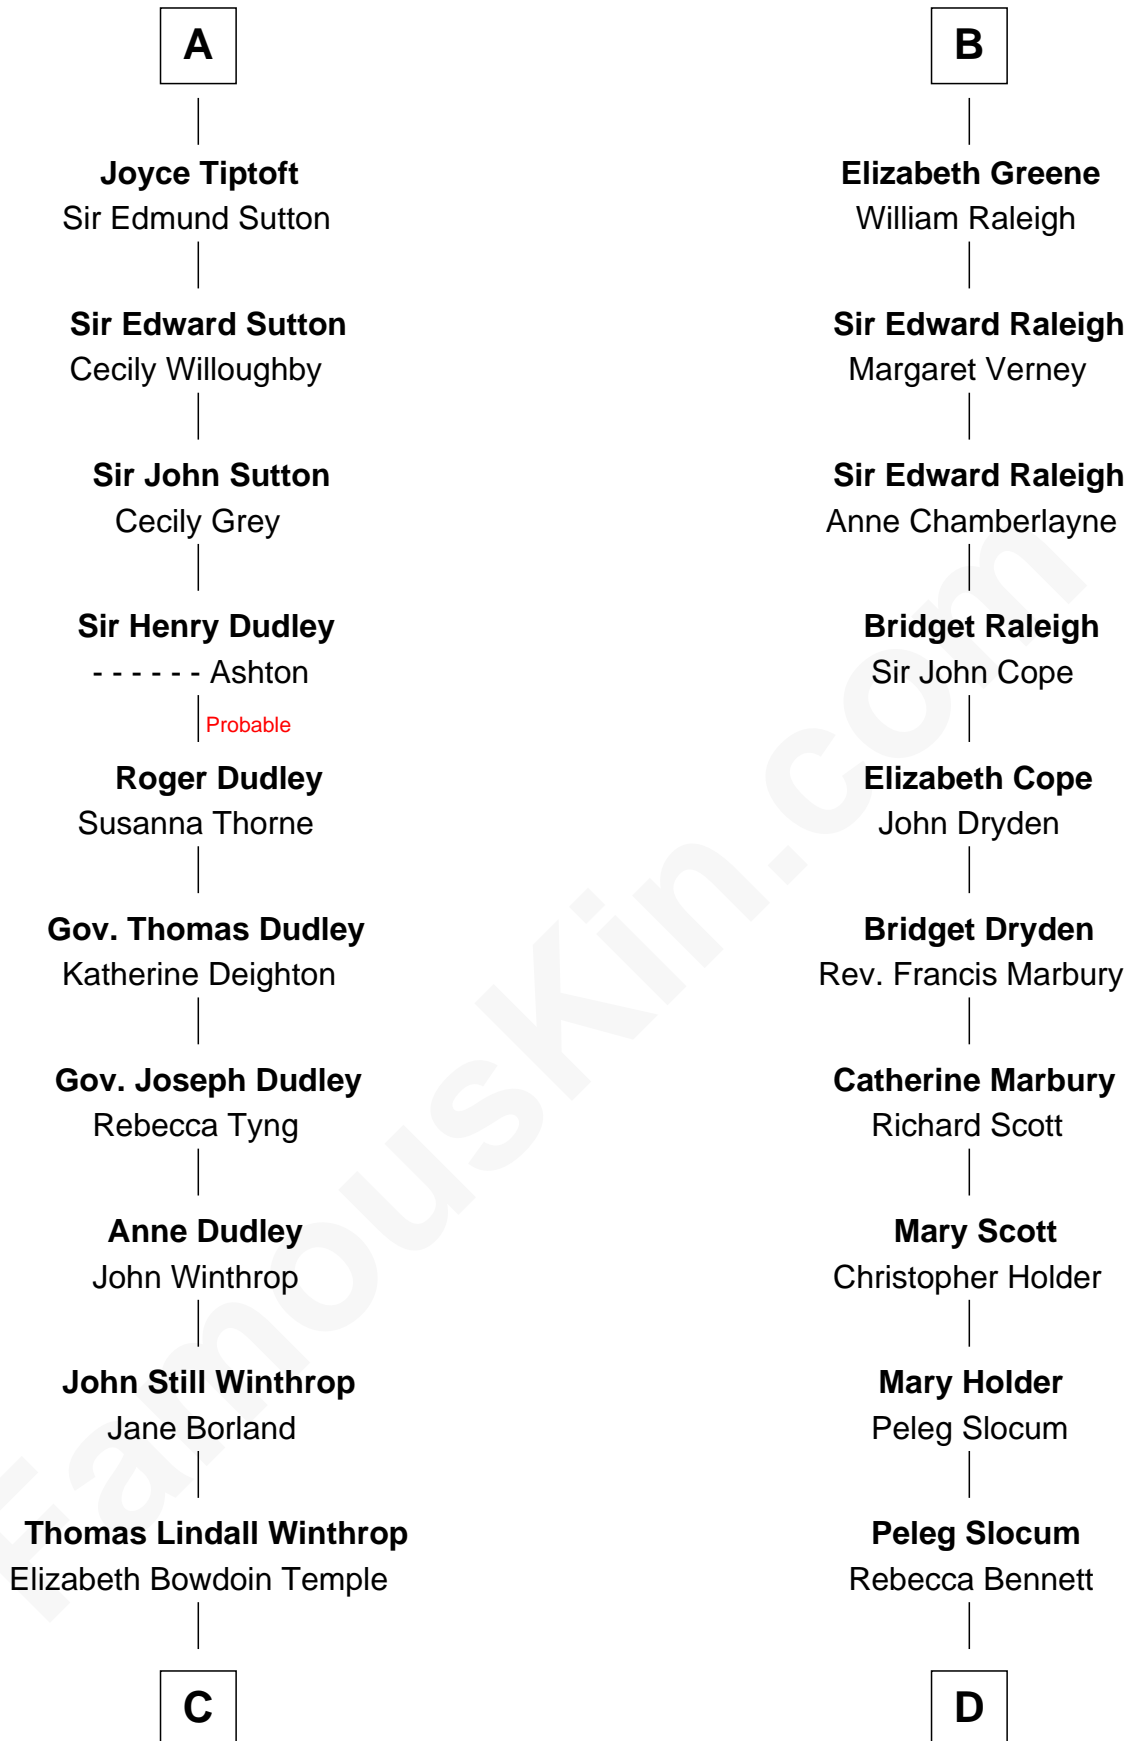 A
Joyce Tiptoft
Sir Edmund Sutton
Sir Edward Sutton
Cecily Willoughby
Sir John Sutton
Cecily Grey
Sir Henry Dudley
- - - - - - Ashton
Probable
Roger Dudley
Susanna Thorne
Gov. Thomas Dudley
Katherine Deighton
Gov. Joseph Dudley
Rebecca Tyng
Anne Dudley
John Winthrop
John Still Winthrop
Jane Borland
Thomas Lindall Winthrop
Elizabeth Bowdoin Temple
C
B
Elizabeth Greene
William Raleigh
Sir Edward Raleigh
Margaret Verney
Sir Edward Raleigh
Anne Chamberlayne
Bridget Raleigh
Sir John Cope
Elizabeth Cope
John Dryden
Bridget Dryden
Rev. Francis Marbury
Catherine Marbury
Richard Scott
Mary Scott
Christopher Holder
Mary Holder
Peleg Slocum
Peleg Slocum
Rebecca Bennett
D
FamousKin.com